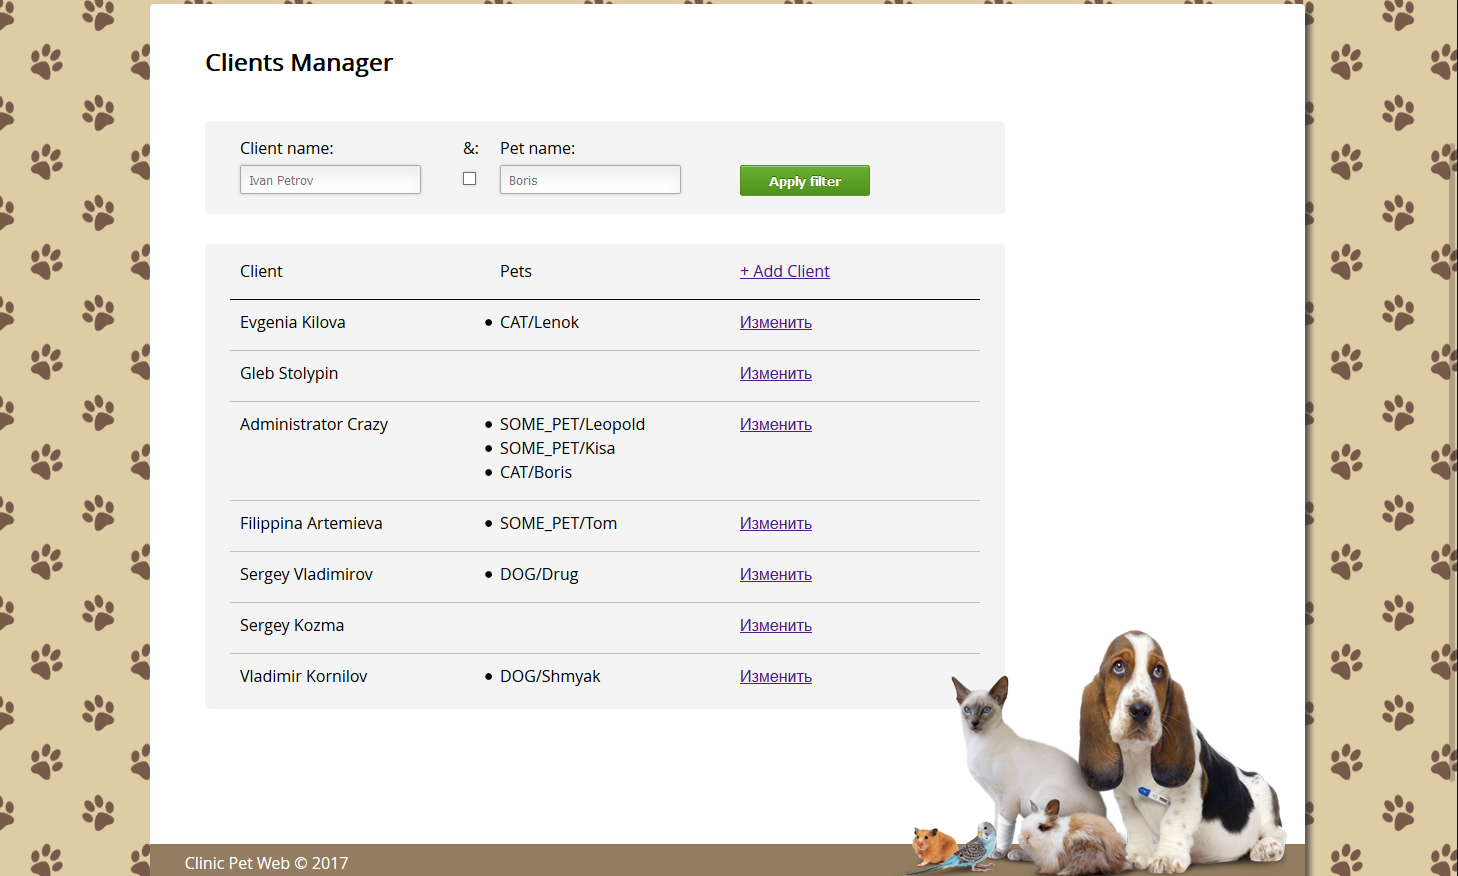 Clients Manager
Client name: &: Pet name:
Ivan Petrov Boris Apply filter
Client Pets + Add Client
Evgenia Kilova • CAT/Lenok Изменить
Gleb Stolypin Изменить
Administrator Crazy • SOME_PET/Leopold Изменить
• SOME_PET/Kisa
• CAT/Boris
Filippina Artemieva • SOME_PET/Tom Изменить
Sergey Vladimirov • DOG/Drug Изменить
Sergey Kozma Изменить
Vladimir Kornilov • DOG/Shmyak Изменить
Clinic Pet Web © 2017